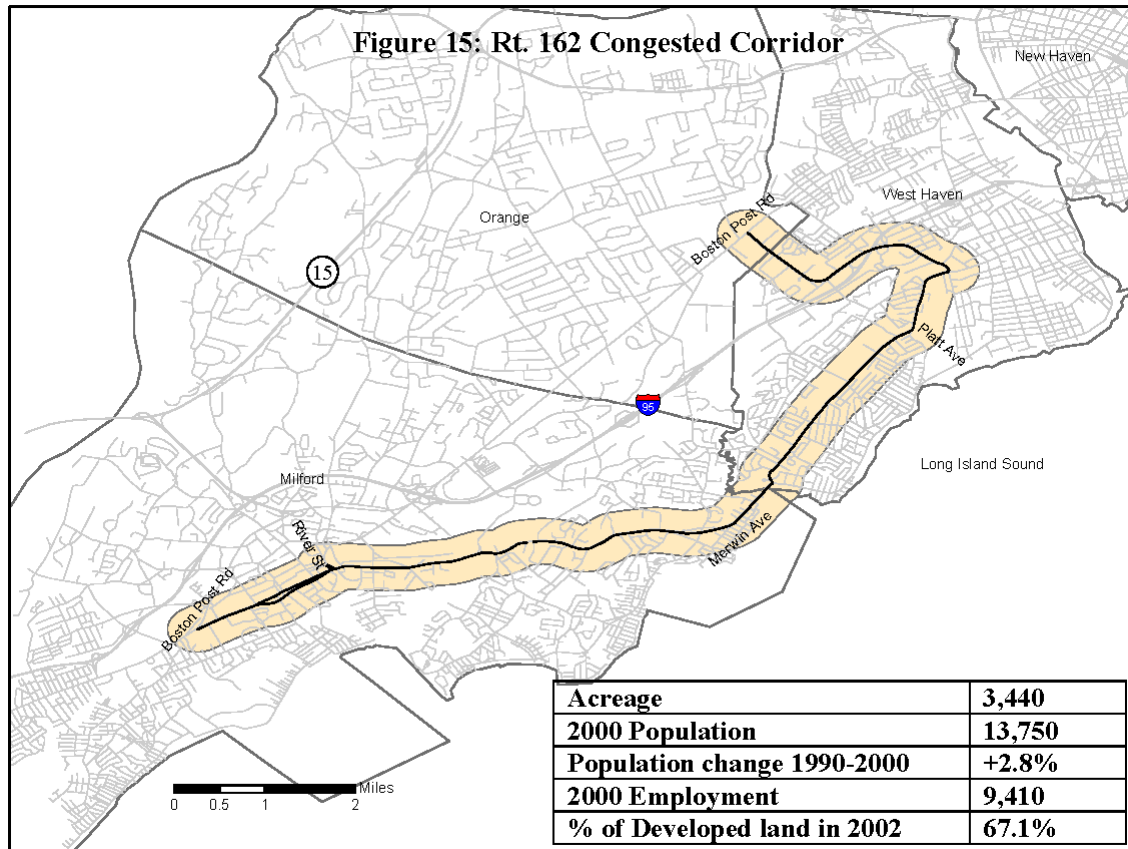 Figure 15: Rt. 162 Congested Corridor
New Haven
West Haven
Orange
Boston Post Rd
15
Platt Ave
95
Long Island Sound
Milford
River St
Merwin Ave
Boston Post Rd
Miles
0 0.5 1 2
Acreage 3,440
2000 Population 13,750
Population change 1990-2000 +2.8%
2000 Employment 9,410
% of Developed land in 2002 67.1%